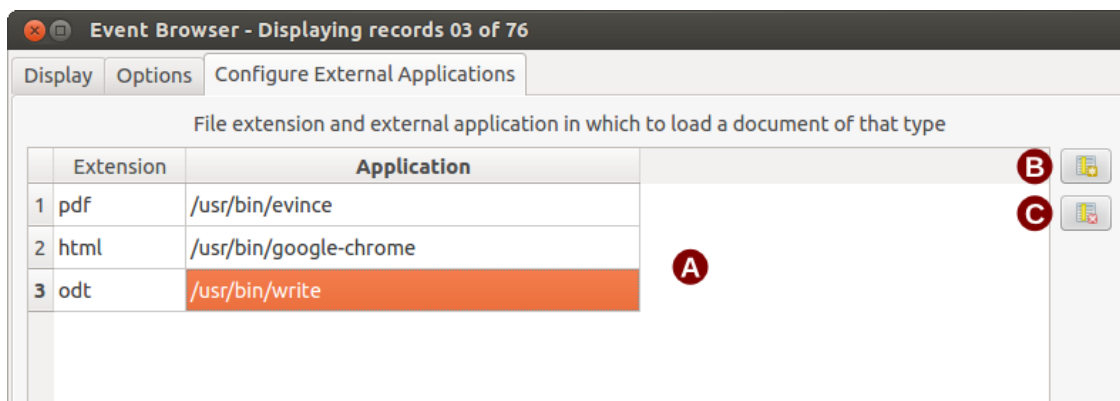 Event Browser - Displaying records 03 of 76
Display Options Configure External Applications
File extension and external application in which to load a document of that type
Extension Application B
1 pdf /usr/bin/evince C
2 html /usr/bin/google-chrome A
3 odt /usr/bin/write